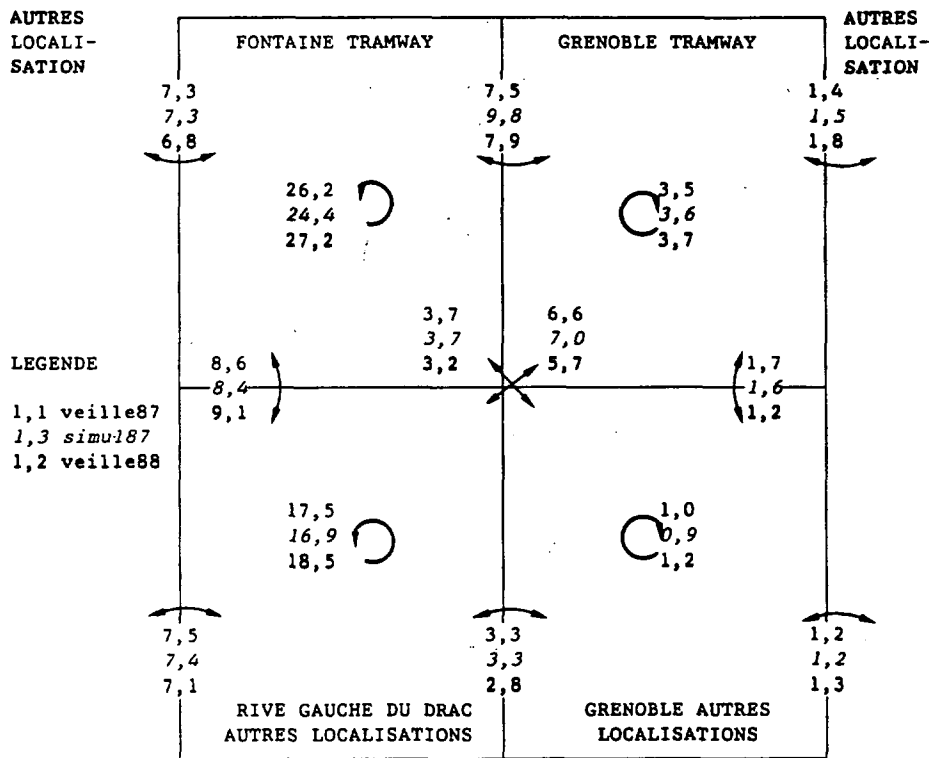 AUTRES
LOCALI-
SATION
FONTAINE TRAMWAY
GRENOBLE TRAMWAY
AUTRES
LOCALI-
SATION
7,3
7,3
6,8
7,5
9,8
7,9
1,4
1,5
1,8
26,2
24,4
27,2
3,5
3,6
3,7
3,7
3,7
3,2
6,6
7,0
5,7
8,6
8,4
9,1
1,7
1,6
1,2
LEGENDE
1,1 veille87
1,3 simul87
1,2 veille88
17,5
16,9
18,5
1,0
0,9
1,2
7,5
7,4
7,1
3,3
3,3
2,8
1,2
1,2
1,3
RIVE GAUCHE DU DRAC
AUTRES LOCALISATIONS
GRENOBLE AUTRES
LOCALISATIONS